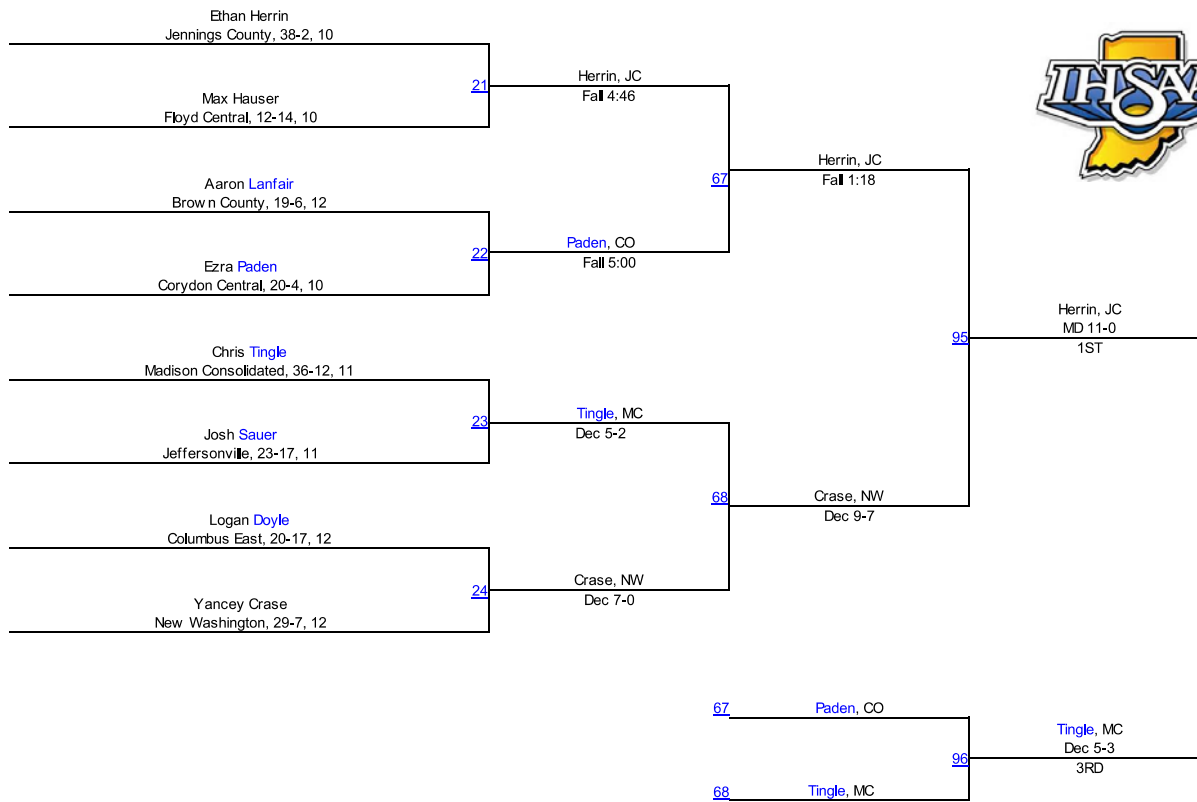 Ethan Herrin
Jennings County, 38-2, 10
21
Max Hauser
Floyd Central, 12-14, 10
Herrin, JC
Fall 4:46
IHSAA
67
Herrin, JC
Fall 1:18
Aaron Lanfair
Brown County, 19-6, 12
22
Ezra Paden
Corydon Central, 20-4, 10
Paden, CO
Fall 5:00
95
Herrin, JC
MD 11-0
1ST
Chris Tingle
Madison Consolidated, 36-12, 11
23
Josh Sauer
Jeffersonville, 23-17, 11
Tingle, MC
Dec 5-2
68
Crase, NW
Dec 9-7
Logan Doyle
Columbus East, 20-17, 12
24
Yancey Crase
New Washington, 29-7, 12
Crase, NW
Dec 7-0
67
Paden, CO
96
68
Tingle, MC
Tingle, MC
Dec 5-3
3RD